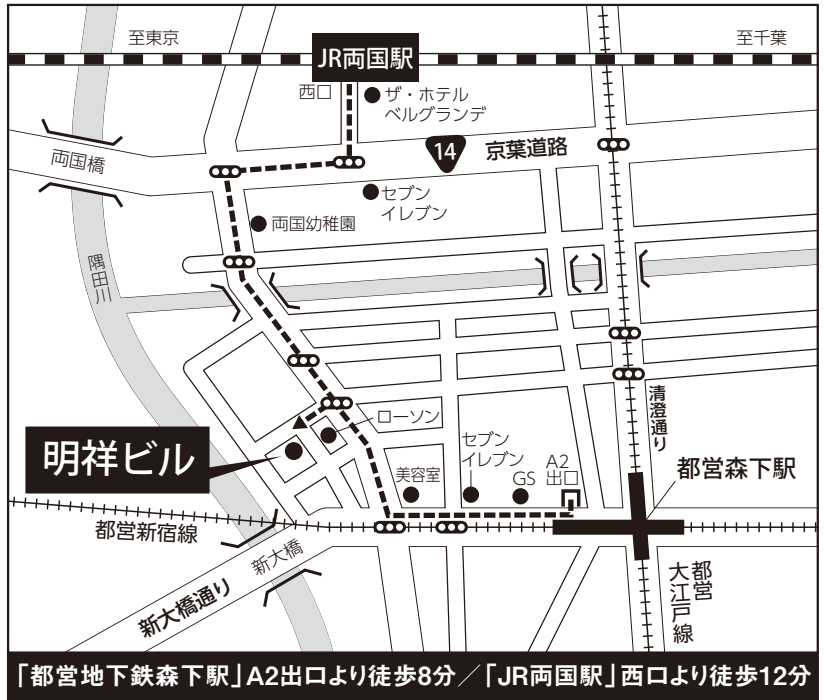 至東京
至千葉
JR両国駅
西口
ザ・ホテル
ベルグランデ
14
京葉道路
両国橋
セブン
イレブン
両国幼稚園
隅田川
清澄通り
ローソン
明祥ビル
美容室
セブン
イレブン
GS
A2
出口
都営森下駅
都営新宿線
新大橋
新大橋通り
都営
大江戸線
「都営地下鉄森下駅」A2出口より徒歩8分／「JR両国駅」西口より徒歩12分